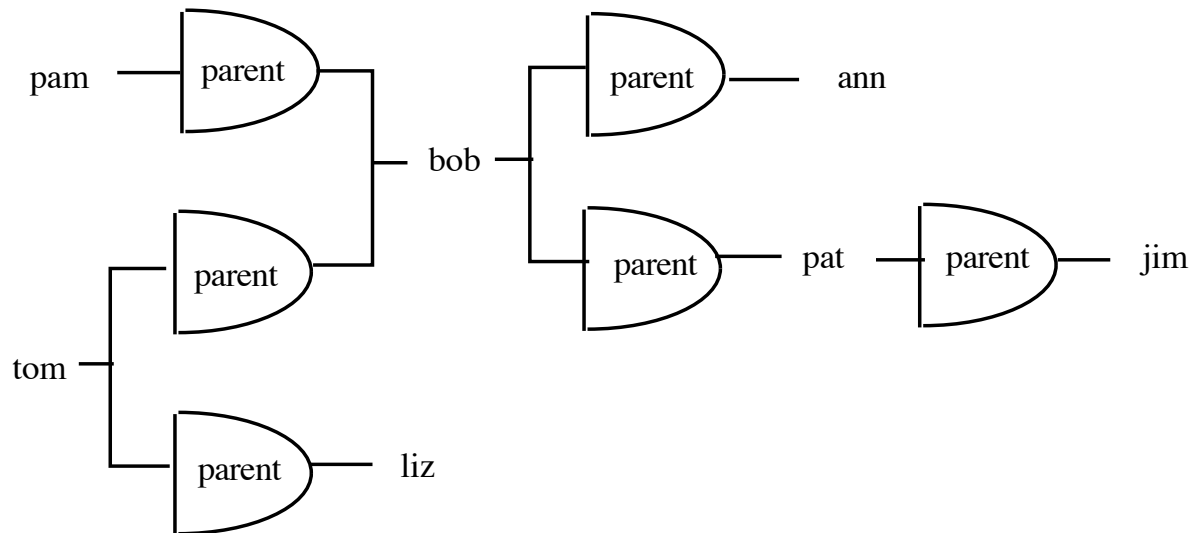 pam parent parent ann
bob
parent parent pat parent jim
tom
parent liz